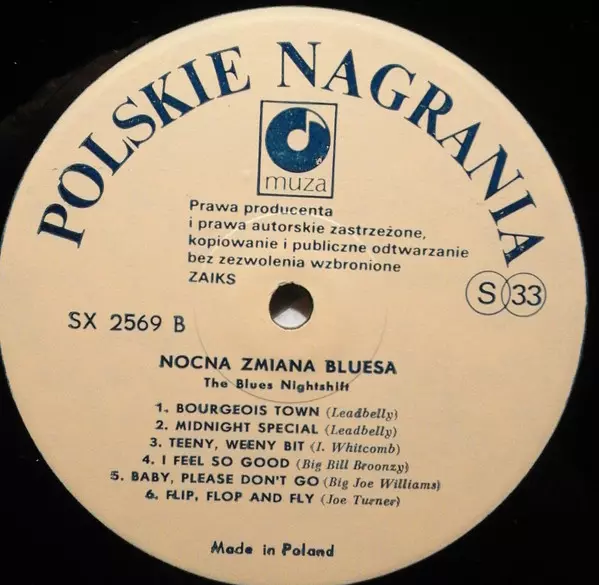 POLSKIE NAGRANIA
muza
Prawa producenta
i prawa autorskie zastrzeżone,
kopiowanie i publiczne odtwarzanie
bez zezwolenia wzbronione
ZAIKS
S 33
SX 2569 B
NOCNA ZMIANA BLUESA
The Blues Nightshift
1. BOURGEOIS TOWN (Leadbelly)
2. MIDNIGHT SPECIAL (Leadbelly)
3. TEENY, WEENY BIT (I. Whitcomb)
4. I FEEL SO GOOD (Big Bill Broonzy)
5. BABY, PLEASE DON'T GO (Big Joe Williams)
6. FLIP, FLOP AND FLY (Joe Turner)
Made in Poland